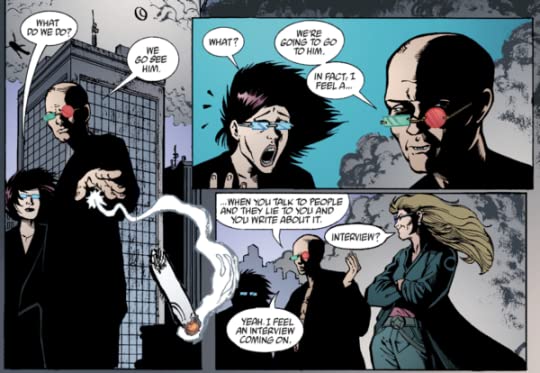 WHAT
DO WE DO?
WE
GO SEE
HIM.
WHAT?
WE'RE
GOING TO GO
TO HIM.
IN FACT, I
FEEL A...
...WHEN YOU TALK TO PEOPLE
AND THEY LIE TO YOU AND
YOU WRITE ABOUT IT.
INTERVIEW?
YEAH. I FEEL
AN INTERVIEW
COMING ON.